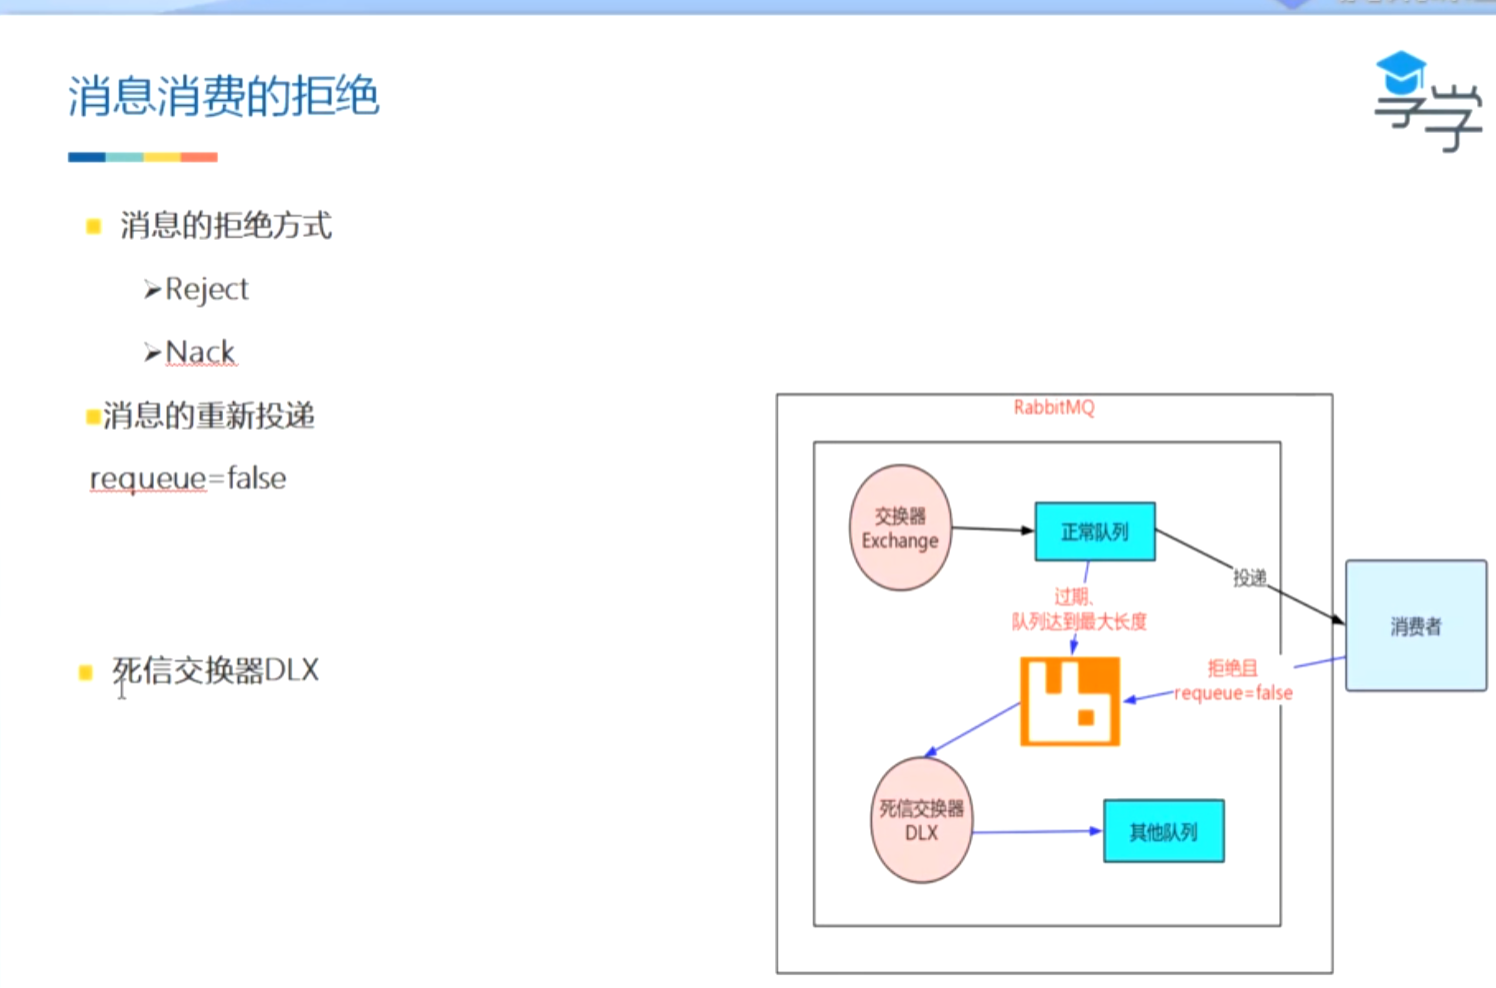 消息消费的拒绝
享学
消息的拒绝方式
Reject
Nack
消息的重新投递
requeue=false
死信交换器DLX
RabbitMQ
交换器
Exchange
正常队列
投递
过期、
队列达到最大长度
消费者
拒绝且
requeue=false
死信交换器
DLX
其他队列